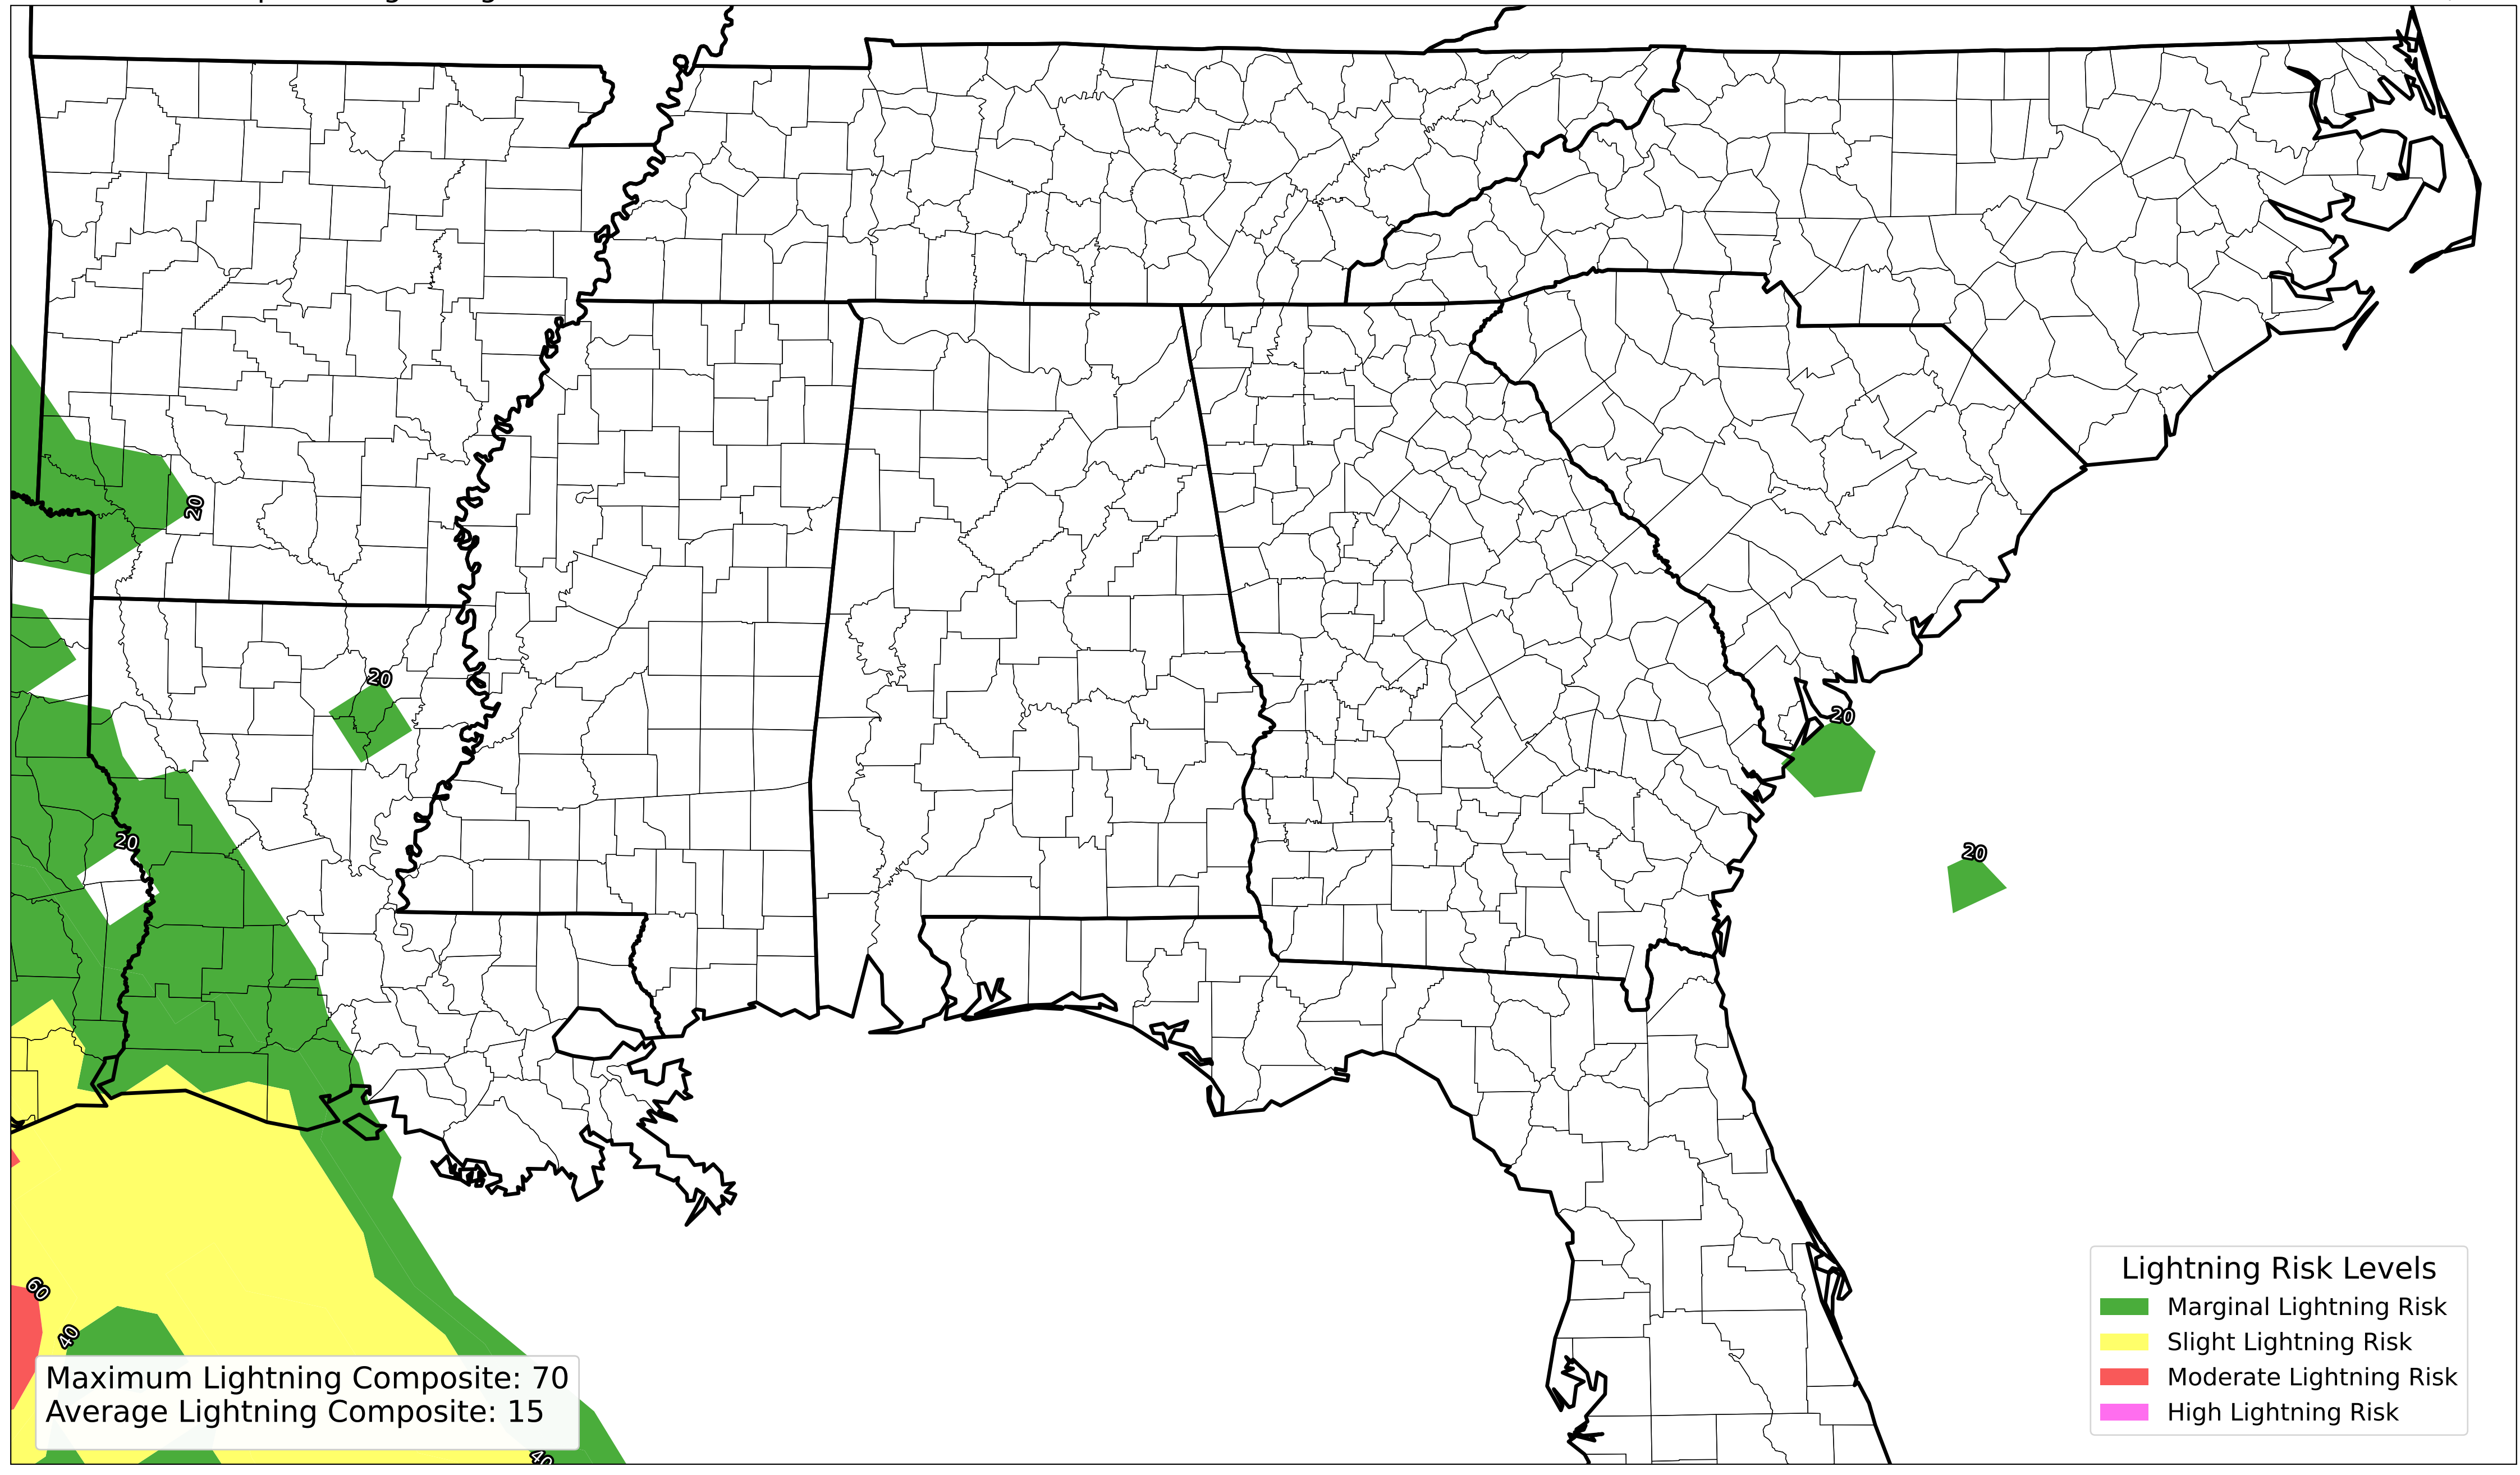 20
20
20
20
20
60
40
40
Maximum Lightning Composite: 70
Average Lightning Composite: 15
Lightning Risk Levels
Marginal Lightning Risk
Slight Lightning Risk
Moderate Lightning Risk
High Lightning Risk